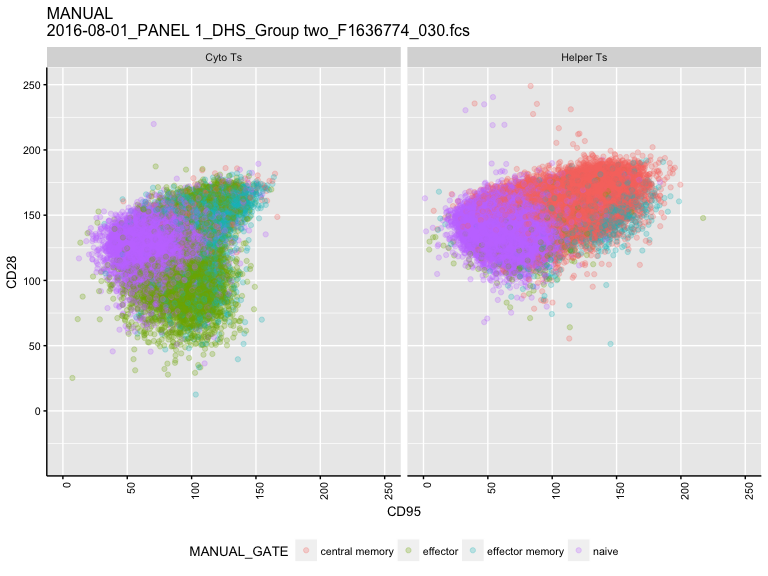 MANUAL
2016-08-01_PANEL 1_DHS_Group two_F1636774_030.fcs
Cyto Ts
Helper Ts
250
200
150
100
50
0
CD28
0 50 100 150 200 250
0 50 100 150 200 250
CD95
MANUAL_GATE central memory effector effector memory naive